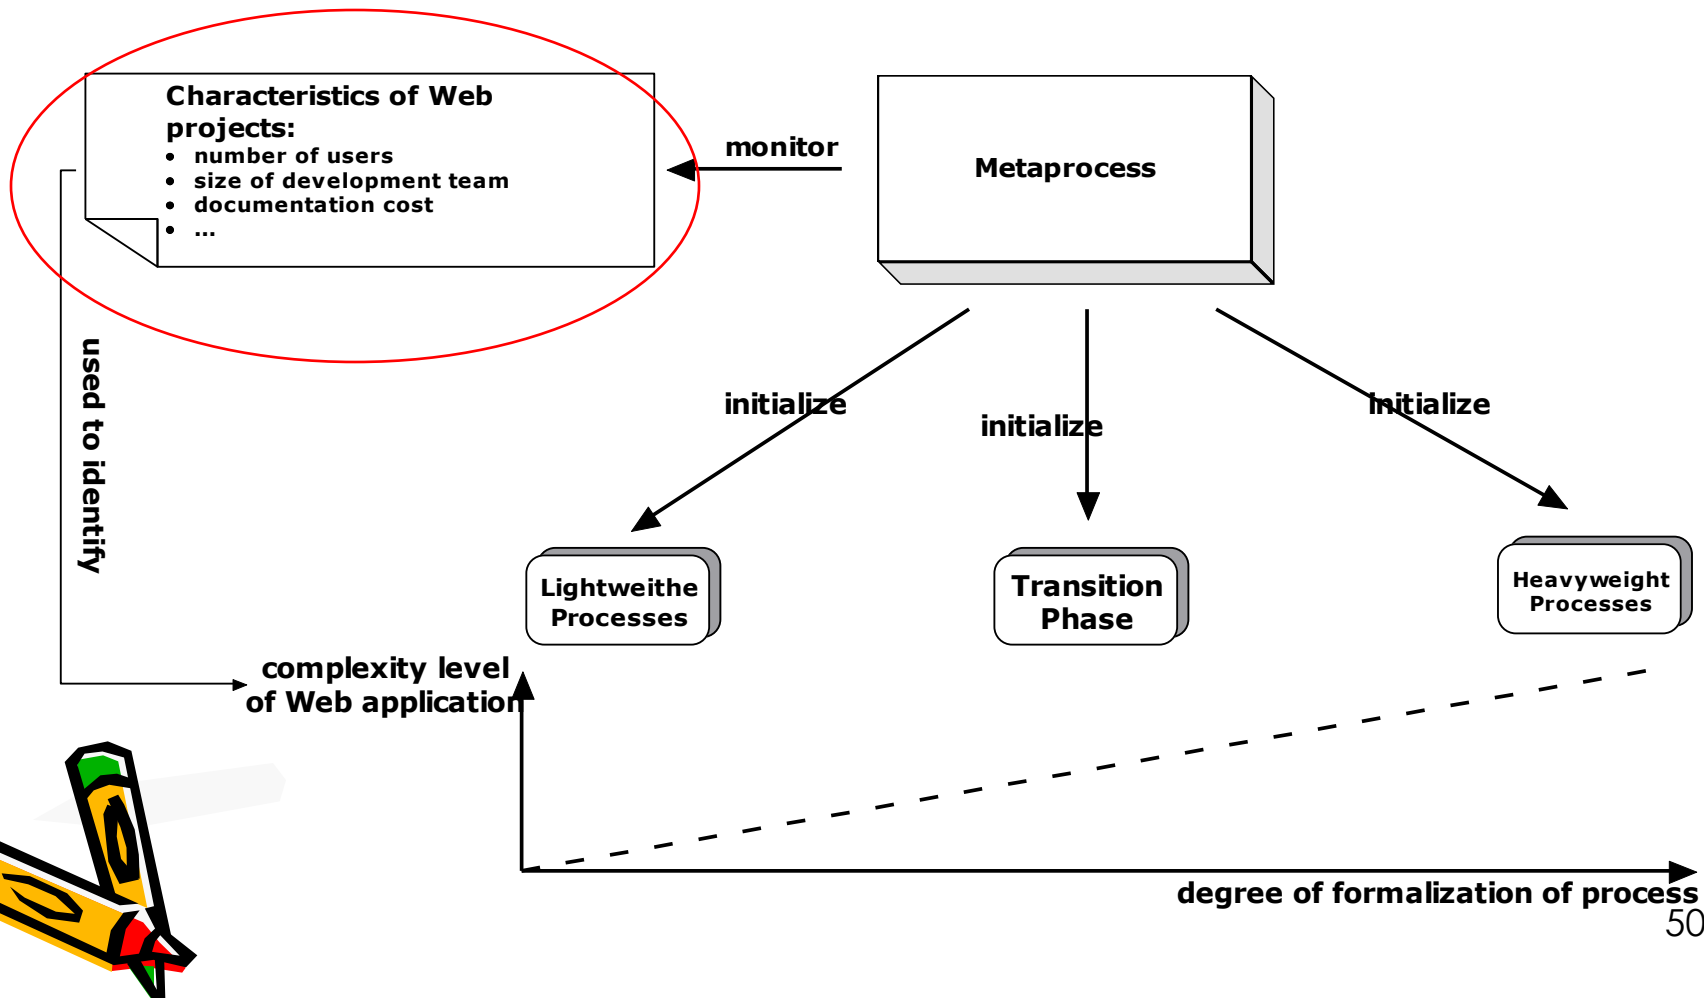 Characteristics of Web
projects:
• number of users
• size of development team
• documentation cost
• ...
monitor
Metaprocess
used to identify
initialize
initialize
initialize
Lightweithe
Processes
Transition
Phase
Heavyweight
Processes
complexity level
of Web application
degree of formalization of process
50